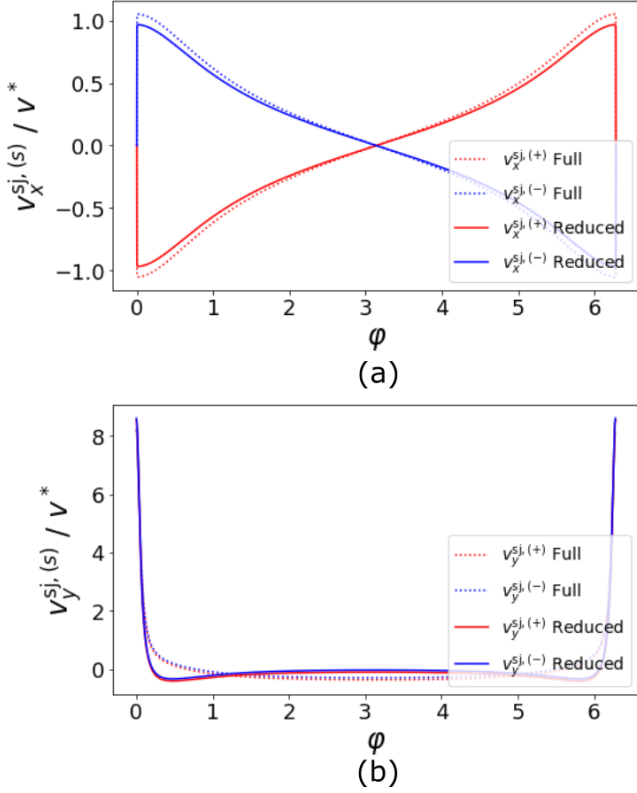 v_x^{sj, (s)} / v^*
1.0
0.5
0.0
−0.5
−1.0
v_x^{sj, (+)} Full
v_x^{sj, (−)} Full
v_x^{sj, (+)} Reduced
v_x^{sj, (−)} Reduced
0 1 2 3 4 5 6
φ
(a)
v_y^{sj, (s)} / v^*
8
6
4
2
0
v_y^{sj, (+)} Full
v_y^{sj, (−)} Full
v_y^{sj, (+)} Reduced
v_y^{sj, (−)} Reduced
0 1 2 3 4 5 6
φ
(b)